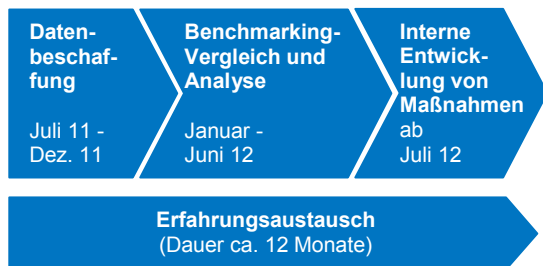 Daten-
beschaf-
fung
Juli 11 -
Dez. 11
Benchmarking-
Vergleich und
Analyse
Januar -
Juni 12
Interne
Entwick-
lung von
Maßnahmen
ab
Juli 12
Erfahrungsaustausch
(Dauer ca. 12 Monate)